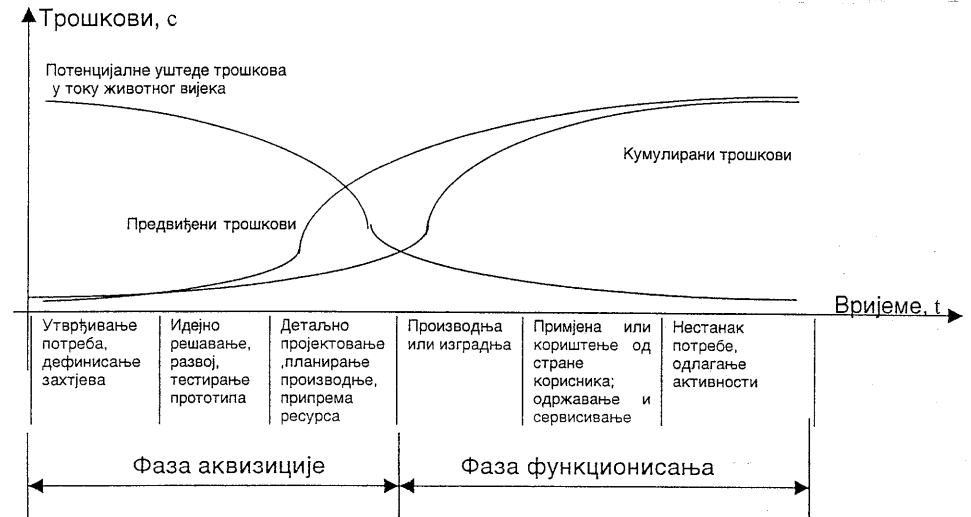 Трошкови, с
Потенцијалне уштеде трошкова
у току животног вијека
Кумулирани трошкови
Предвиђени трошкови
Вријеме, t
Утврђивање
потреба,
дефинисање
захтјева
Идејно
решавање,
развој,
тестирање
прототипа
Детаљно
пројектовање
,планирање
производње,
припрема
ресурса
Производња
или изградња
Примјена или
кориштење од
стране
корисника;
одржавање и
сервисивање
Нестанак
потребе,
одлагање
активности
Фаза аквизиције
Фаза функционисања